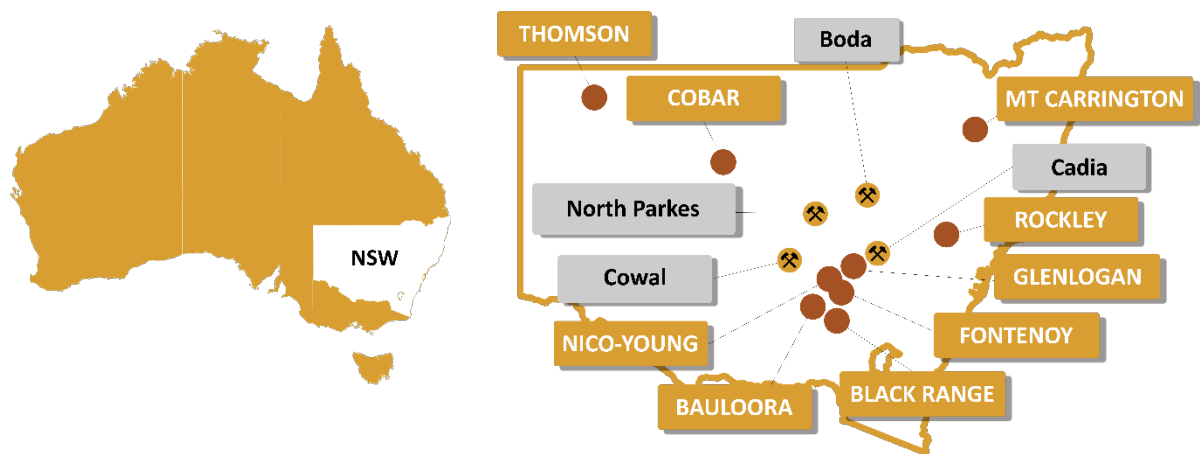 NSW
THOMSON
Boda
COBAR
MT CARRINGTON
Cadia
North Parkes
ROCKLEY
Cowal
GLENLOGAN
NICO-YOUNG
FONTENOY
BAULOORA
BLACK RANGE